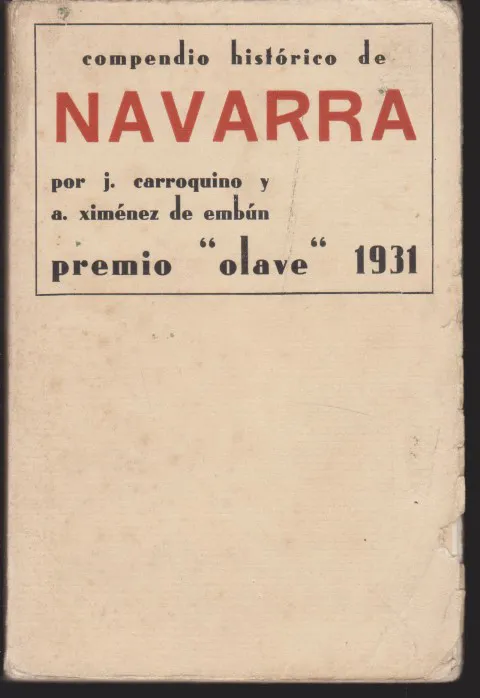 compendio histórico de
NAVARRA
por j. carroquino y
a. ximénez de embún
premio “olave“ 1931